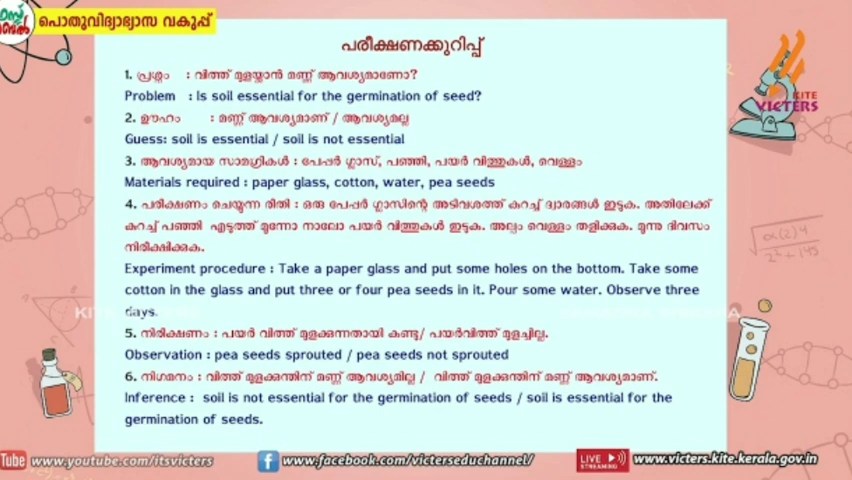 പൊതുവിദ്യാഭ്യാസ വകുപ്പ്
പരീക്ഷണക്കുറിപ്പ്
KITE
VICTERS
1. പ്രശ്നം : വിത്ത് മുളയ്ക്കാൻ മണ്ണ് ആവശ്യമാണോ?
Problem : Is soil essential for the germination of seed?
2. ഊഹം : മണ്ണ് ആവശ്യമാണ് / ആവശ്യമല്ല
Guess: soil is essential / soil is not essential
3. ആവശ്യമായ സാമഗ്രികൾ : പേപ്പർ ഗ്ലാസ്, പഞ്ഞി, പയർ വിത്തുകൾ, വെള്ളം
Materials required : paper glass, cotton, water, pea seeds
4. പരീക്ഷണം ചെയ്യുന്ന രീതി : ഒരു പേപ്പർ ഗ്ലാസിന്റെ അടിവശത്ത് കുറച്ച് ദ്വാരങ്ങൾ ഇടുക. അതിലേക്ക്
കുറച്ച് പഞ്ഞി എടുത്ത് മൂന്നോ നാലോ പയർ വിത്തുകൾ ഇടുക. അല്പം വെള്ളം തളിക്കുക. മൂന്നു ദിവസം
നിരീക്ഷിക്കുക.
Experiment procedure : Take a paper glass and put some holes on the bottom. Take some
cotton in the glass and put three or four pea seeds in it. Pour some water. Observe three
days.
5. നിരീക്ഷണം : പയർ വിത്ത് മുളക്കുന്നതായി കണ്ടു/ പയർവിത്ത് മുളച്ചില്ല.
Observation : pea seeds sprouted / pea seeds not sprouted
6. നിഗമനം : വിത്ത് മുളക്കുന്തിന് മണ്ണ് ആവശ്യമില്ല / വിത്ത് മുളക്കുന്തിന് മണ്ണ് ആവശ്യമാണ്.
Inference : soil is not essential for the germination of seeds / soil is essential for the
germination of seeds.
Tube www.youtube.com/itsvicters
www.facebook.com/victerseduchannel/
LIVE STREAMING www.victers.kite.kerala.gov.in